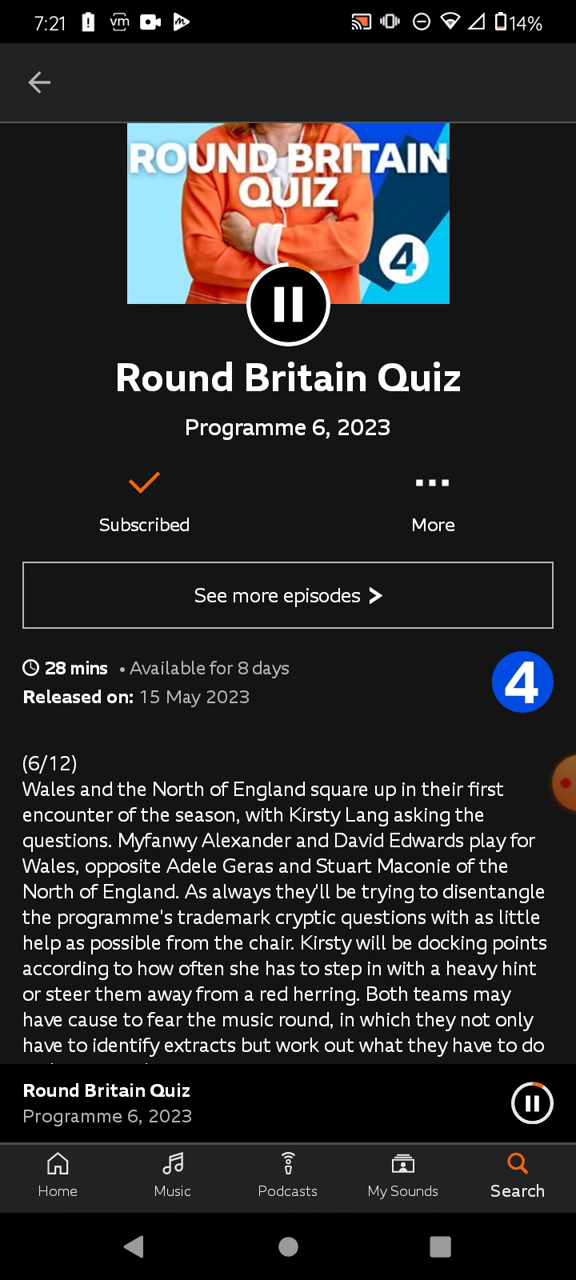 7:21
vm
14%
ROUND BRITAIN
QUIZ
4
Round Britain Quiz
Programme 6, 2023
Subscribed
More
See more episodes
28 mins • Available for 8 days
Released on: 15 May 2023
4
(6/12)
Wales and the North of England square up in their first
encounter of the season, with Kirsty Lang asking the
questions. Myfanwy Alexander and David Edwards play for
Wales, opposite Adele Geras and Stuart Maconie of the
North of England. As always they'll be trying to disentangle
the programme's trademark cryptic questions with as little
help as possible from the chair. Kirsty will be docking points
according to how often she has to step in with a heavy hint
or steer them away from a red herring. Both teams may
have cause to fear the music round, in which they not only
have to identify extracts but work out what they have to do
Round Britain Quiz
Programme 6, 2023
Home
Music
Podcasts
My Sounds
Search